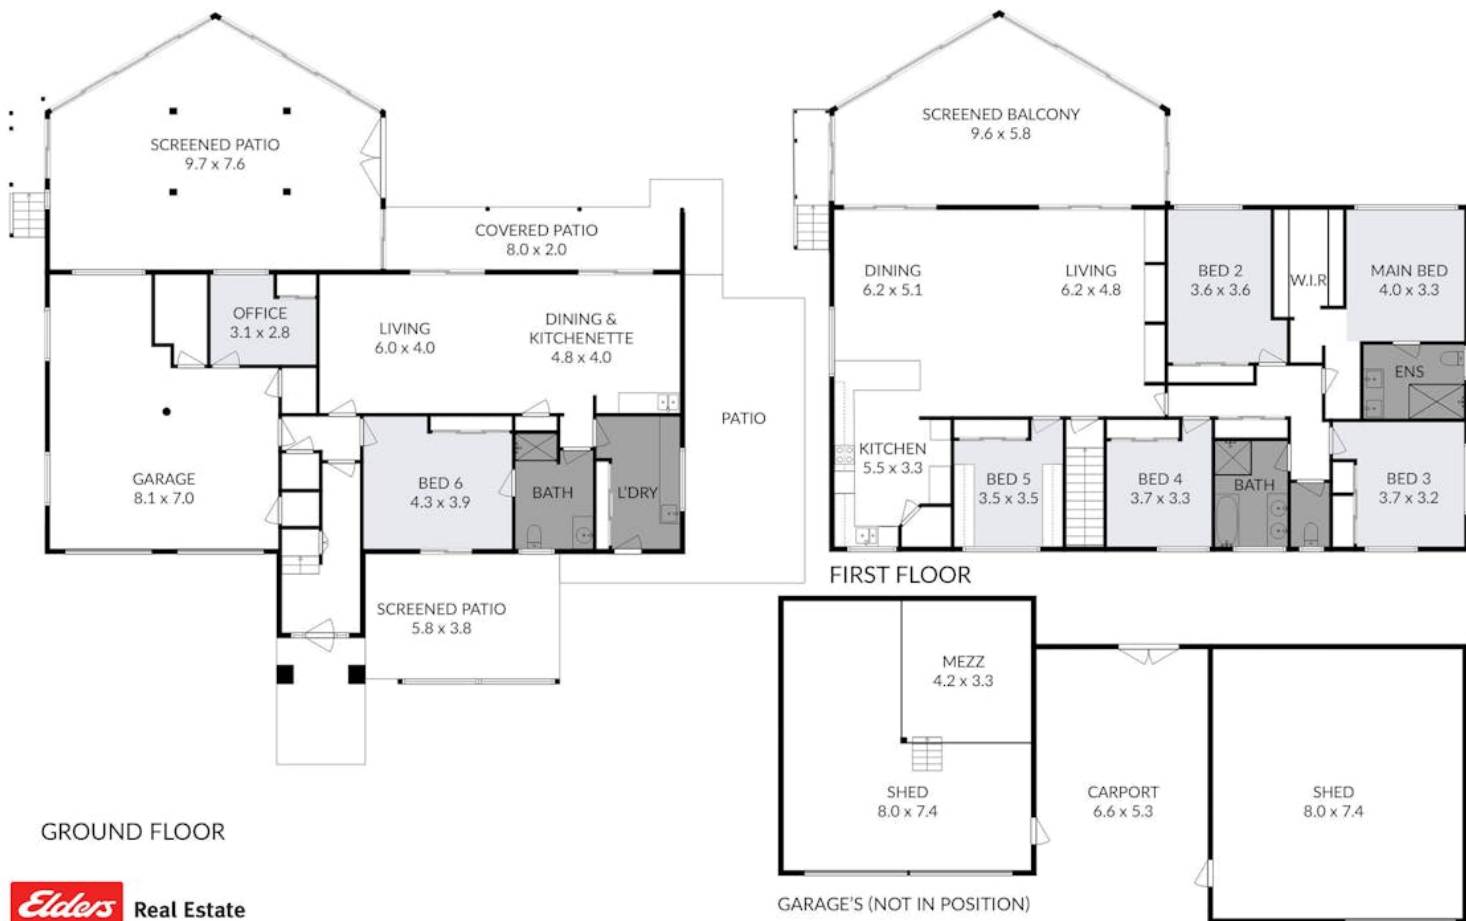 SCREENED PATIO
9.7 x 7.6
COVERED PATIO
8.0 x 2.0
OFFICE
3.1 x 2.8
LIVING
6.0 x 4.0
DINING &
KITCHENETTE
4.8 x 4.0
PATIO
GARAGE
8.1 x 7.0
BED 6
4.3 x 3.9
BATH
L'DRY
SCREENED PATIO
5.8 x 3.8
GROUND FLOOR
SCREENED BALCONY
9.6 x 5.8
DINING
6.2 x 5.1
LIVING
6.2 x 4.8
BED 2
3.6 x 3.6
W.I.R
MAIN BED
4.0 x 3.3
ENS
KITCHEN
5.5 x 3.3
BED 5
3.5 x 3.5
BED 4
3.7 x 3.3
BATH
BED 3
3.7 x 3.2
FIRST FLOOR
MEZZ
4.2 x 3.3
SHED
8.0 x 7.4
CARPORT
6.6 x 5.3
SHED
8.0 x 7.4
GARAGE'S (NOT IN POSITION)
Elders Real Estate